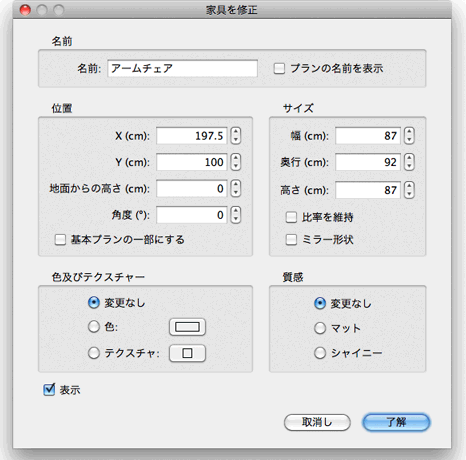 家具を修正
名前
名前: アームチェア プランの名前を表示
位置
X (cm): 197.5
Y (cm): 100
地面からの高さ (cm): 0
角度 (°): 0
基本プランの一部にする
サイズ
幅 (cm): 87
奥行 (cm): 92
高さ (cm): 87
比率を維持
ミラー形状
色及びテクスチャー
変更なし
色:
テクスチャ:
質感
変更なし
マット
シャイニー
表示
取消し 了解